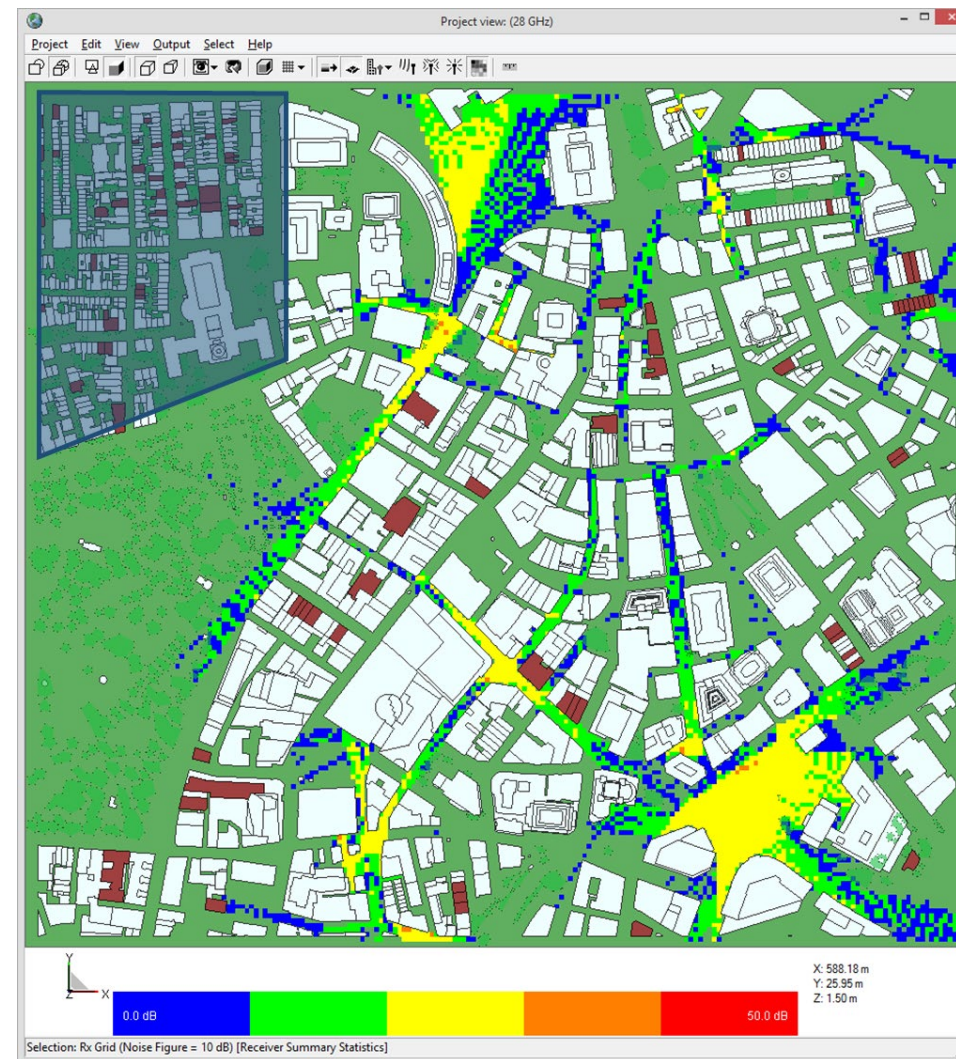 Project view: (28 GHz)
Project Edit View Output Select Help
Y
Z X
0.0 dB 50.0 dB
X: 588.18 m
Y: 25.95 m
Z: 1.50 m
Selection: Rx Grid (Noise Figure = 10 dB) [Receiver Summary Statistics]